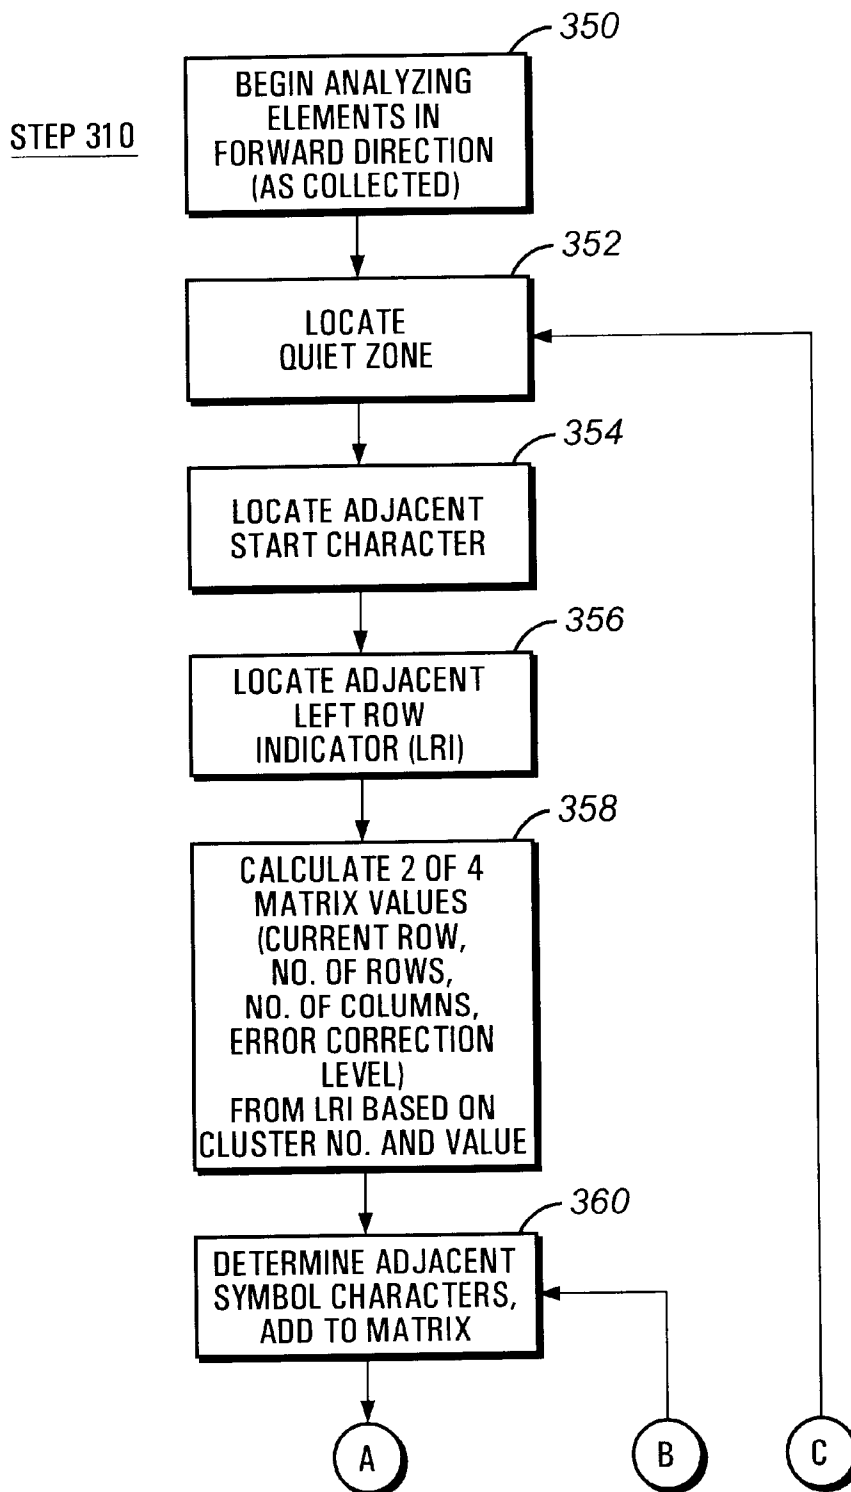 350
STEP 310
BEGIN ANALYZING
ELEMENTS IN
FORWARD DIRECTION
(AS COLLECTED)
352
LOCATE
QUIET ZONE
354
LOCATE ADJACENT
START CHARACTER
356
LOCATE ADJACENT
LEFT ROW
INDICATOR (LRI)
358
CALCULATE 2 OF 4
MATRIX VALUES
(CURRENT ROW,
NO. OF ROWS,
NO. OF COLUMNS,
ERROR CORRECTION
LEVEL)
FROM LRI BASED ON
CLUSTER NO. AND VALUE
360
DETERMINE ADJACENT
SYMBOL CHARACTERS,
ADD TO MATRIX
A
B
C